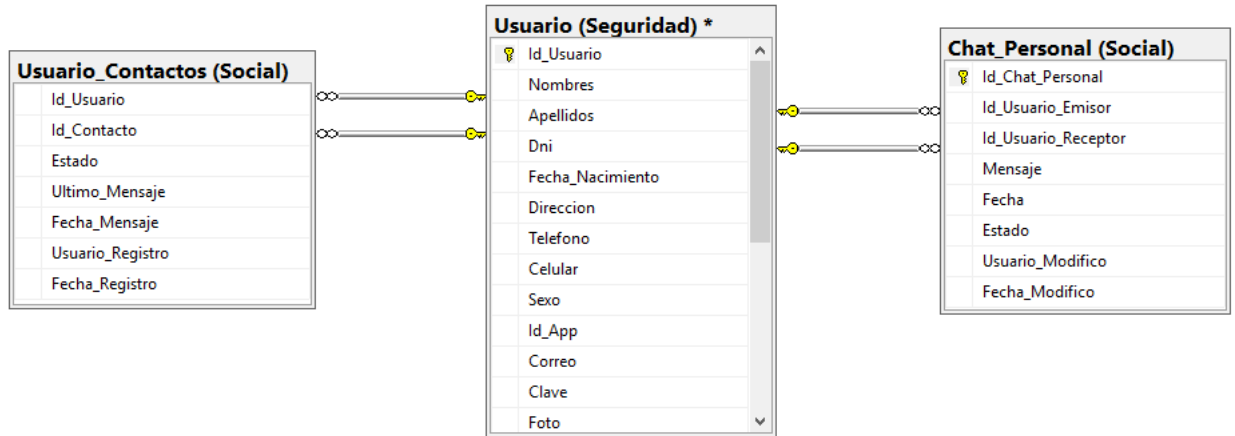 Usuario_Contactos (Social)
Id_Usuario
Id_Contacto
Estado
Ultimo_Mensaje
Fecha_Mensaje
Usuario_Registro
Fecha_Registro
Usuario (Seguridad) *
Id_Usuario
Nombres
Apellidos
Dni
Fecha_Nacimiento
Direccion
Telefono
Celular
Sexo
Id_App
Correo
Clave
Foto
Chat_Personal (Social)
Id_Chat_Personal
Id_Usuario_Emisor
Id_Usuario_Receptor
Mensaje
Fecha
Estado
Usuario_Modifico
Fecha_Modifico